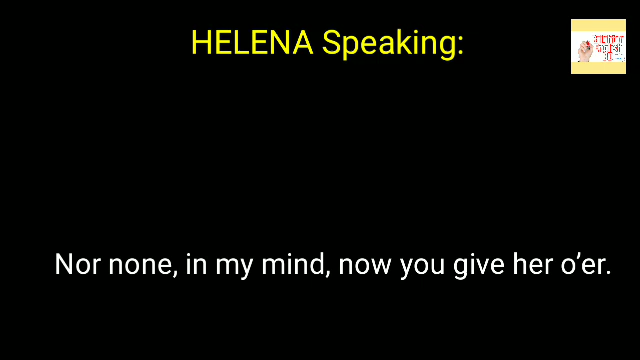 HELENA Speaking:
Nor none, in my mind, now you give her o’er.